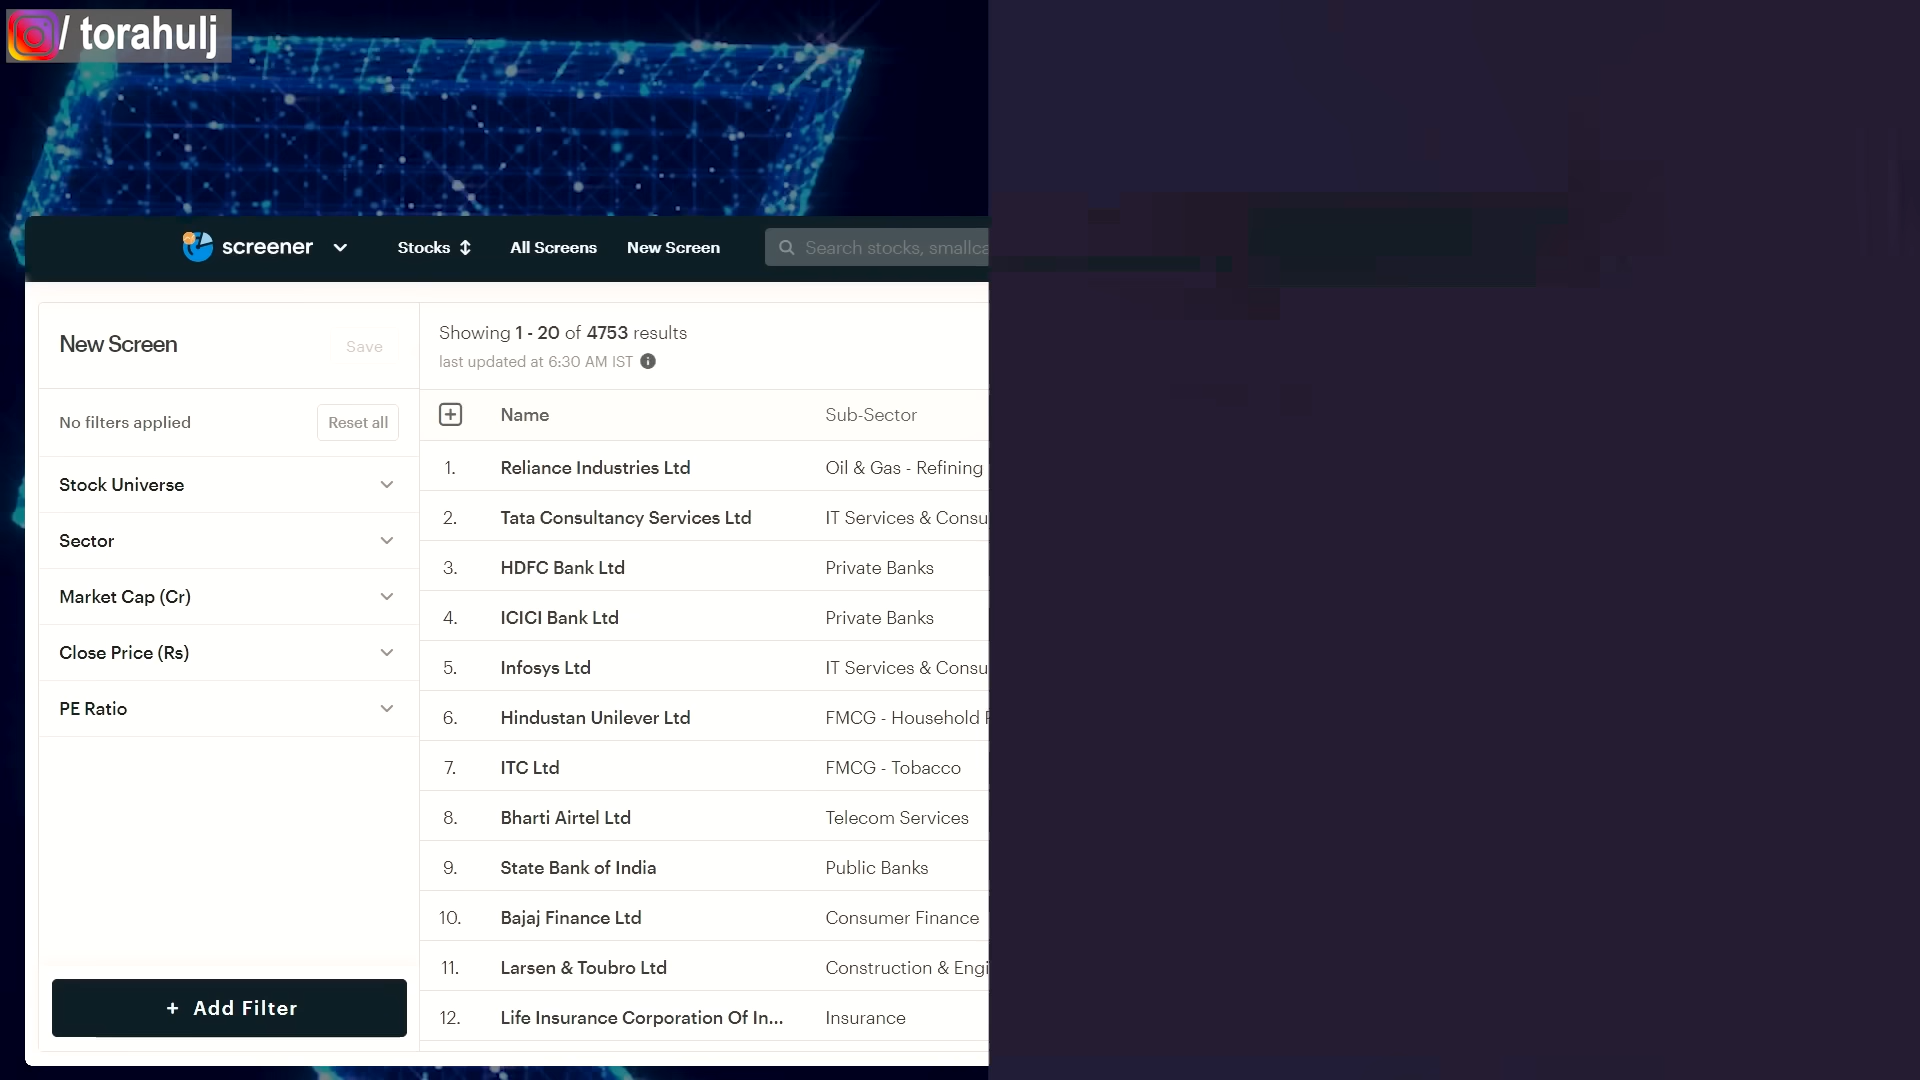 / torahulj
screener
Stocks
All Screens
New Screen
Search stocks, smallca
New Screen
Save
No filters applied
Reset all
Stock Universe
Sector
Market Cap (Cr)
Close Price (Rs)
PE Ratio
+ Add Filter
Showing 1 - 20 of 4753 results
last updated at 6:30 AM IST
Name Sub-Sector
1. Reliance Industries Ltd Oil & Gas - Refining
2. Tata Consultancy Services Ltd IT Services & Consu
3. HDFC Bank Ltd Private Banks
4. ICICI Bank Ltd Private Banks
5. Infosys Ltd IT Services & Consu
6. Hindustan Unilever Ltd FMCG - Household
7. ITC Ltd FMCG - Tobacco
8. Bharti Airtel Ltd Telecom Services
9. State Bank of India Public Banks
10. Bajaj Finance Ltd Consumer Finance
11. Larsen & Toubro Ltd Construction & Engi
12. Life Insurance Corporation Of In... Insurance